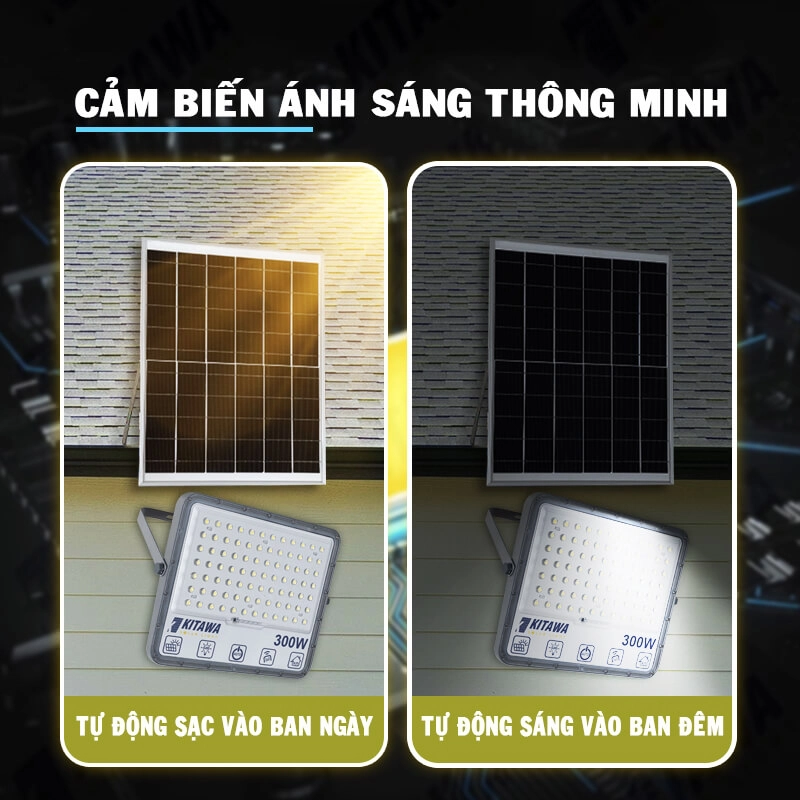 CẢM BIẾN ÁNH SÁNG THÔNG MINH
KITAWA
300W
TỰ ĐỘNG SẠC VÀO BAN NGÀY
KITAWA
300W
TỰ ĐỘNG SÁNG VÀO BAN ĐÊM